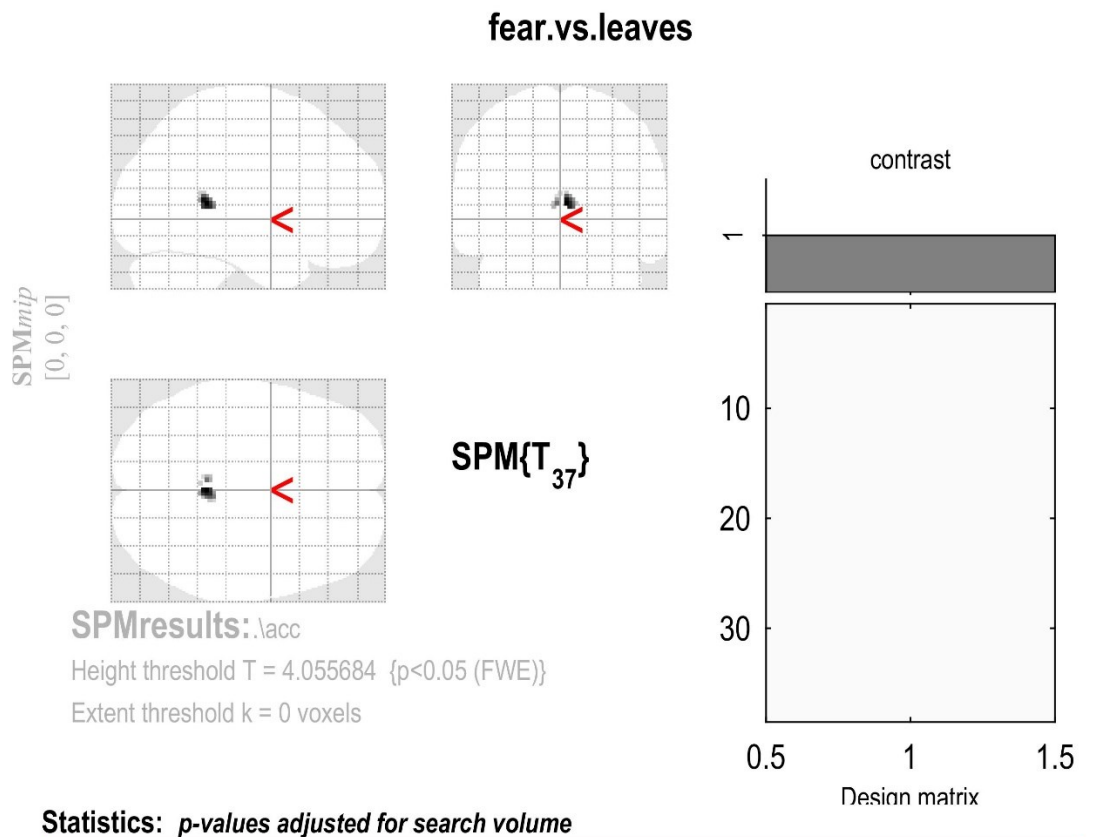 fear.vs.leaves
SPMmip
[0, 0, 0]
<
<
<
SPM{T37}
SPMresults:.\acc
Height threshold T = 4.055684 {p<0.05 (FWE)}
Extent threshold k = 0 voxels
contrast
1
10
20
30
0.5 1 1.5
Design matrix
Statistics: p-values adjusted for search volume